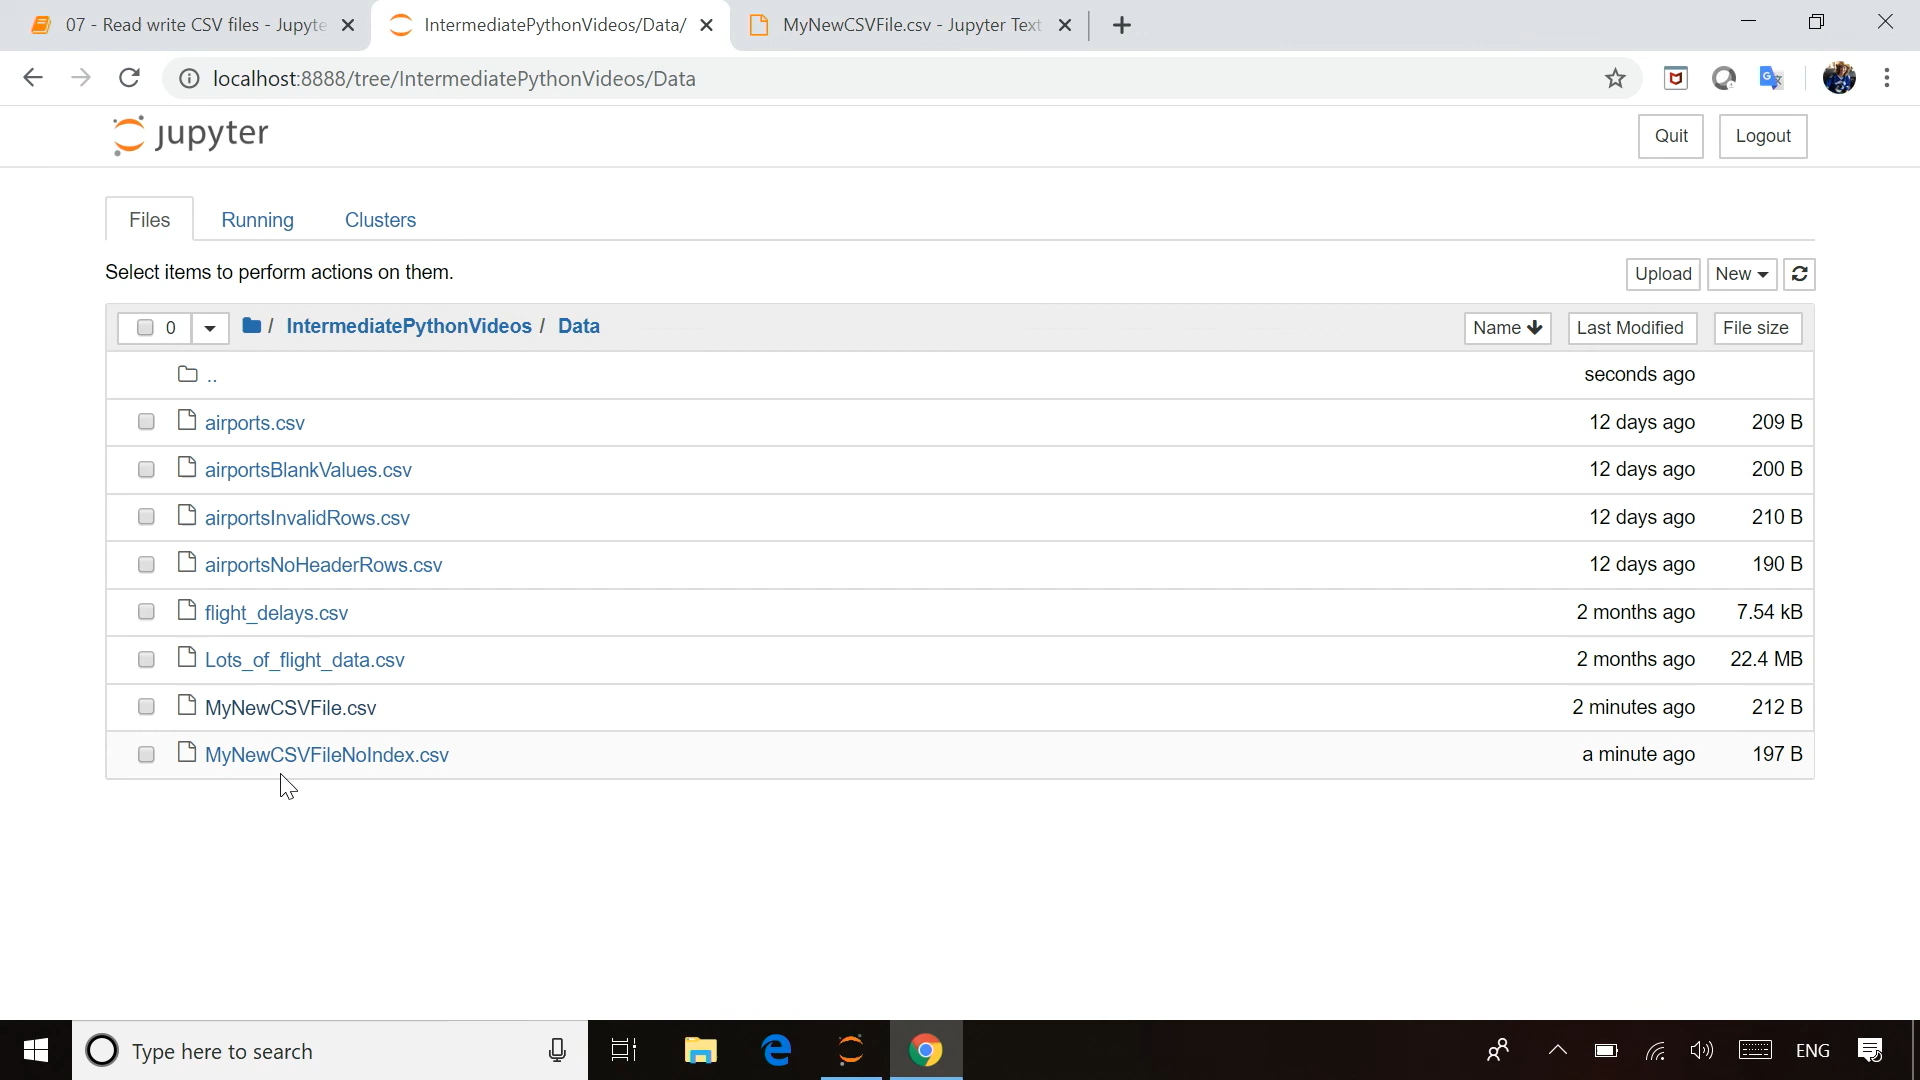 07 - Read write CSV files - Jupyte
IntermediatePythonVideos/Data/
MyNewCSVFile.csv - Jupyter Text
localhost:8888/tree/IntermediatePythonVideos/Data
jupyter
Quit
Logout
Files
Running
Clusters
Select items to perform actions on them.
Upload
New
0
/ IntermediatePythonVideos / Data
Name
Last Modified
File size
.. seconds ago
airports.csv 12 days ago 209 B
airportsBlankValues.csv 12 days ago 200 B
airportsInvalidRows.csv 12 days ago 210 B
airportsNoHeaderRows.csv 12 days ago 190 B
flight_delays.csv 2 months ago 7.54 kB
Lots_of_flight_data.csv 2 months ago 22.4 MB
MyNewCSVFile.csv 2 minutes ago 212 B
MyNewCSVFileNoIndex.csv a minute ago 197 B
Type here to search
ENG